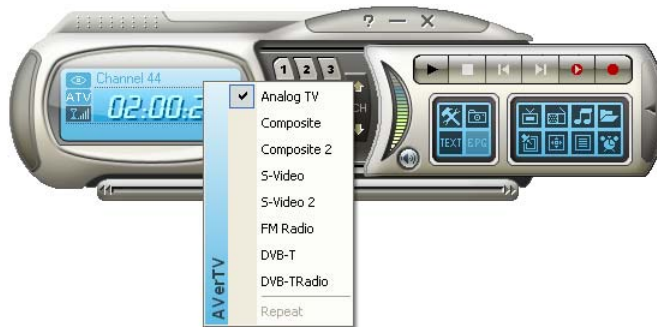 ? — X
Channel 44
ATV
02:00:2
1 2 3
CH
TEXT EPG
Analog TV
Composite
Composite 2
S-Video
S-Video 2
FM Radio
DVB-T
DVB-TRadio
Repeat
AVerTV